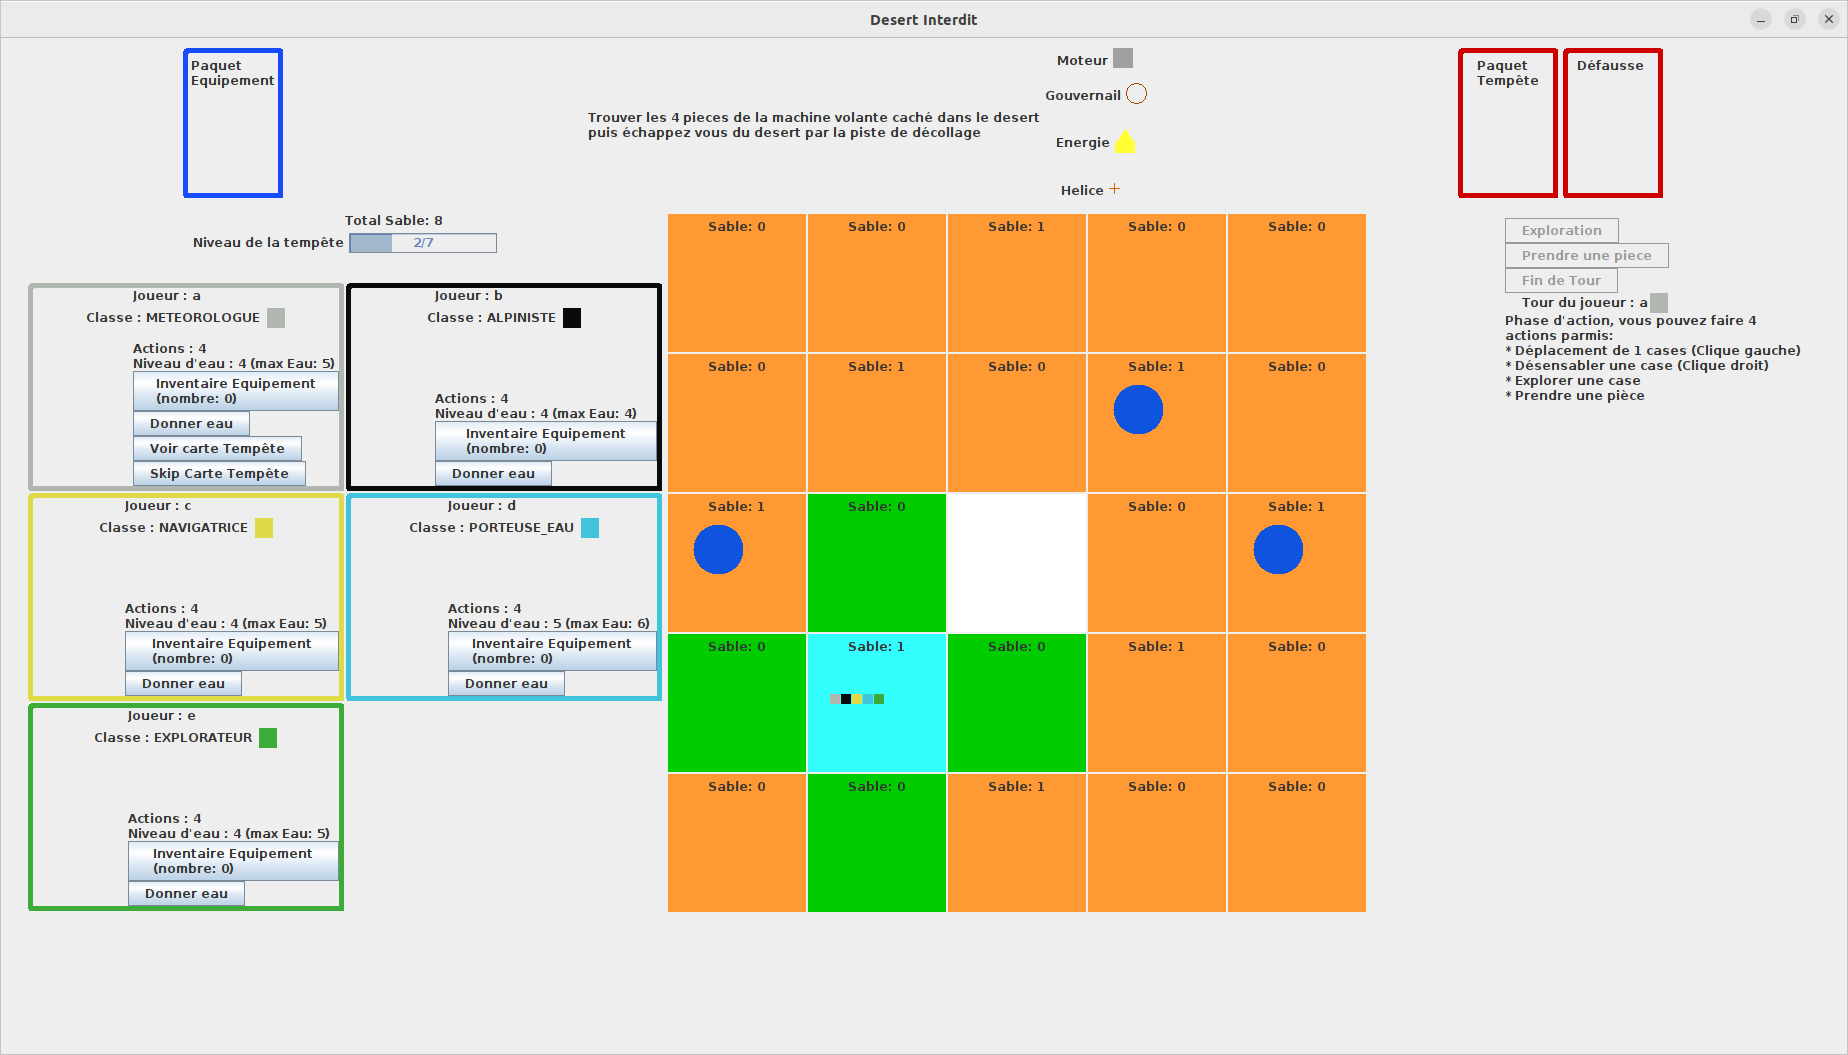 Desert Interdit
Paquet
Equipement
Trouver les 4 pieces de la machine volante caché dans le desert
puis échappez vous du desert par la piste de décollage
Moteur
Gouvernail
Energie
Helice
Paquet
Tempête
Défausse
Total Sable: 8
Niveau de la tempête
2/7
Joueur : a
Classe : METEOROLOGUE
Actions : 4
Niveau d'eau : 4 (max Eau: 5)
Inventaire Equipement
(nombre: 0)
Donner eau
Voir carte Tempête
Skip Carte Tempête
Joueur : b
Classe : ALPINISTE
Actions : 4
Niveau d'eau : 4 (max Eau: 4)
Inventaire Equipement
(nombre: 0)
Donner eau
Joueur : c
Classe : NAVIGATRICE
Actions : 4
Niveau d'eau : 4 (max Eau: 5)
Inventaire Equipement
(nombre: 0)
Donner eau
Joueur : d
Classe : PORTEUSE_EAU
Actions : 4
Niveau d'eau : 5 (max Eau: 6)
Inventaire Equipement
(nombre: 0)
Donner eau
Joueur : e
Classe : EXPLORATEUR
Actions : 4
Niveau d'eau : 4 (max Eau: 5)
Inventaire Equipement
(nombre: 0)
Donner eau
Sable: 0
Sable: 0
Sable: 1
Sable: 0
Sable: 0
Sable: 0
Sable: 1
Sable: 0
Sable: 1
Sable: 0
Sable: 1
Sable: 0
Sable: 0
Sable: 1
Sable: 0
Sable: 1
Sable: 0
Sable: 1
Sable: 0
Sable: 0
Sable: 0
Sable: 1
Sable: 0
Sable: 0
Exploration
Prendre une piece
Fin de Tour
Tour du joueur : a
Phase d'action, vous pouvez faire 4
actions parmis:
* Déplacement de 1 cases (Clique gauche)
* Désensabler une case (Clique droit)
* Explorer une case
* Prendre une pièce